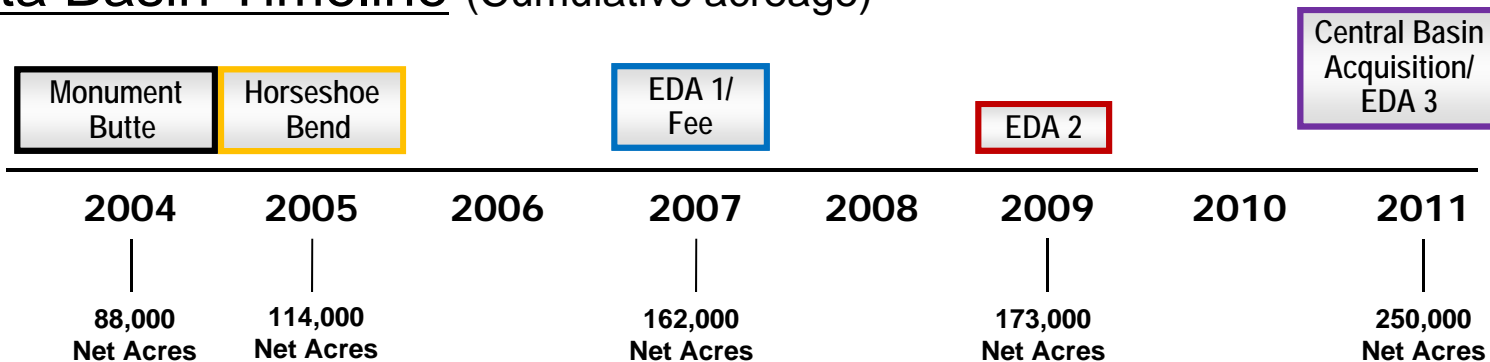 Basin Timeline (Cumulative acreage)
Monument
Butte
Horseshoe
Bend
EDA 1/
Fee
EDA 2
Central Basin
Acquisition/
EDA 3
2004 2005 2006 2007 2008 2009 2010 2011
88,000
Net Acres
114,000
Net Acres
162,000
Net Acres
173,000
Net Acres
250,000
Net Acres